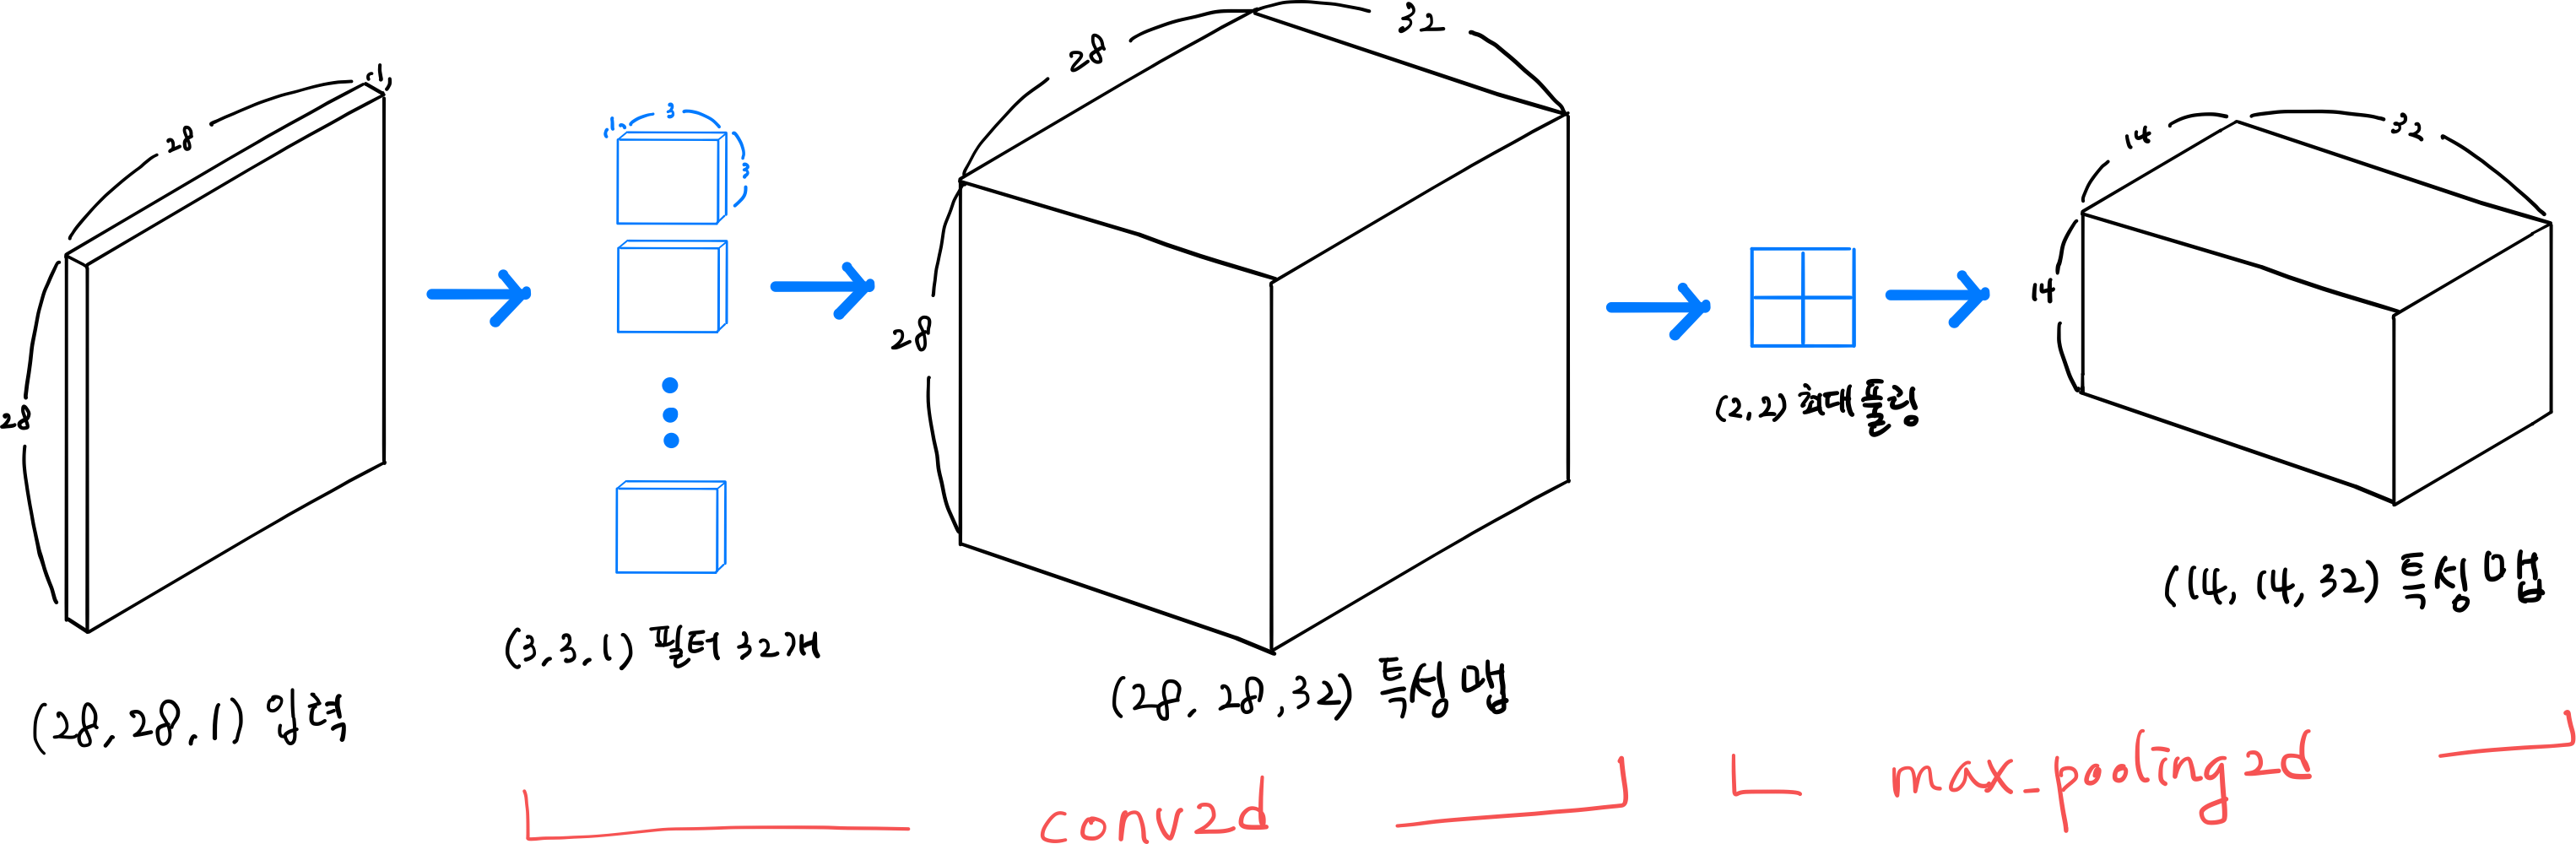 28
1
28
(28, 28, 1) 입력
1
3
3
(3, 3, 1) 필터 32개
28
32
28
(28, 28, 32) 특성 맵
(2, 2) 최대 풀링
14
32
14
(14, 14, 32) 특성 맵
conv2d
max_pooling2d